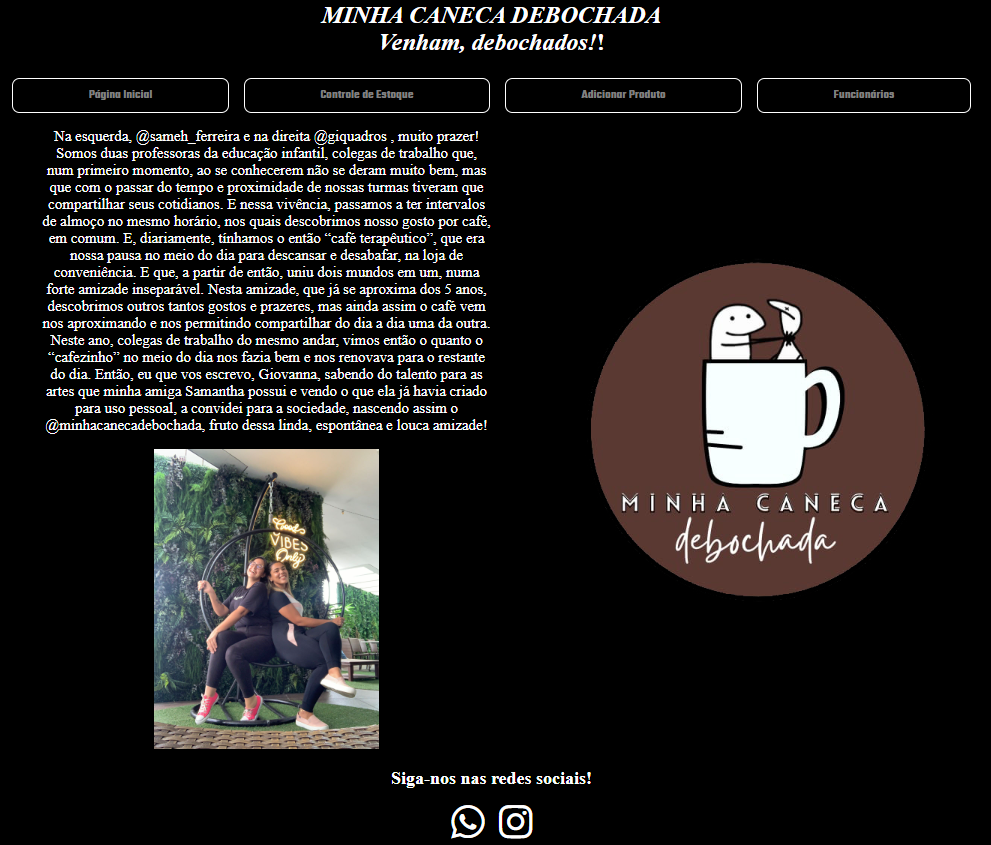 MINHA CANECA DEBOCHADA
Venham, debochados!!
Página Inicial
Controle de Estoque
Adicionar Produto
Funcionários
Na esquerda, @sameh_ferreira e na direita @giquadros , muito prazer!
Somos duas professoras da educação infantil, colegas de trabalho que,
num primeiro momento, ao se conhecerem não se deram muito bem, mas
que com o passar do tempo e proximidade de nossas turmas tiveram que
compartilhar seus cotidianos. E nessa vivência, passamos a ter intervalos
de almoço no mesmo horário, nos quais descobrimos nosso gosto por café,
em comum. E, diariamente, tínhamos o então “café terapêutico”, que era
nossa pausa no meio do dia para descansar e desabafar, na loja de
conveniência. E que, a partir de então, uniu dois mundos em um, numa
forte amizade inseparável. Nesta amizade, que já se aproxima dos 5 anos,
descobrimos outros tantos gostos e prazeres, mas ainda assim o café vem
nos aproximando e nos permitindo compartilhar do dia a dia uma da outra.
Neste ano, colegas de trabalho do mesmo andar, vimos então o quanto o
“cafezinho” no meio do dia nos fazia bem e nos renovava para o restante
do dia. Então, eu que vos escrevo, Giovanna, sabendo do talento para as
artes que minha amiga Samantha possui e vendo o que ela já havia criado
para uso pessoal, a convidei para a sociedade, nascendo assim o
@minhacanecadebochada, fruto dessa linda, espontânea e louca amizade!
Good
VIBES
Only
MINHA CANECA
debochada
Siga-nos nas redes sociais!